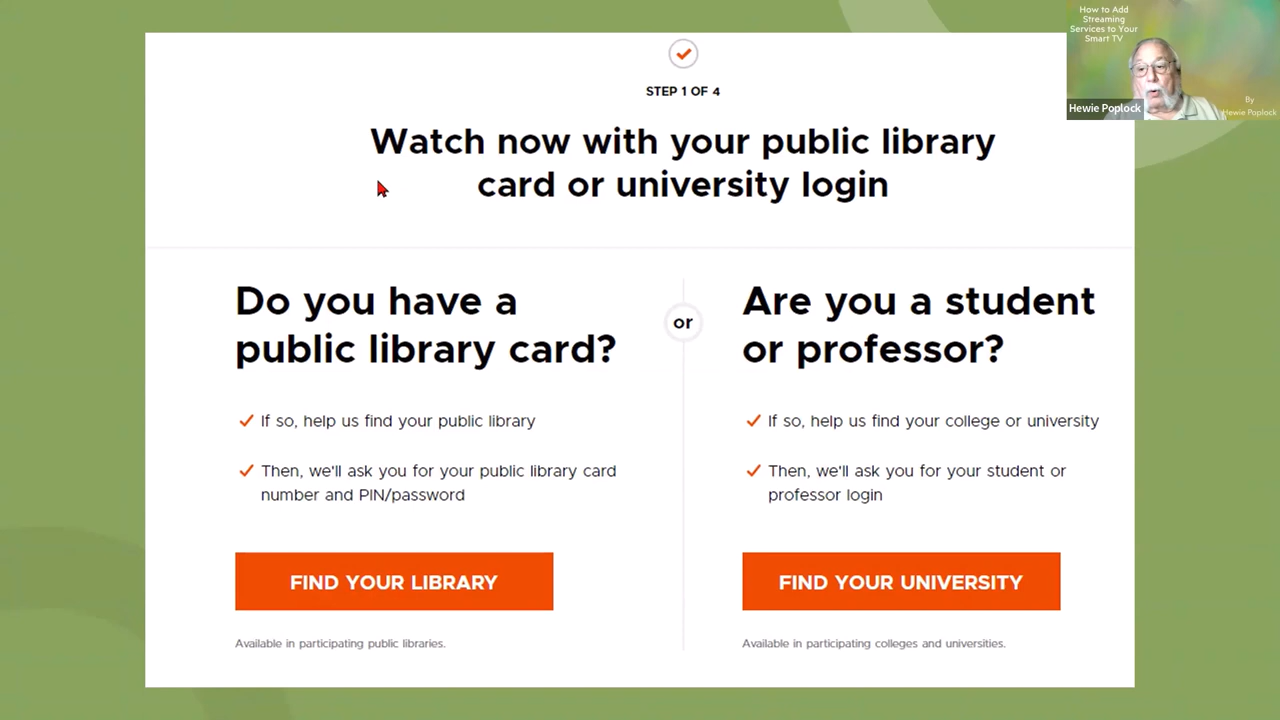 How to Add
Streaming
Services to Your
Smart TV
Hewie Poplock
By
Hewie Poplock
STEP 1 OF 4
Watch now with your public library
card or university login
Do you have a
public library card?
If so, help us find your public library
Then, we'll ask you for your public library card
number and PIN/password
FIND YOUR LIBRARY
Available in participating public libraries.
or
Are you a student
or professor?
If so, help us find your college or university
Then, we'll ask you for your student or
professor login
FIND YOUR UNIVERSITY
Available in participating colleges and universities.